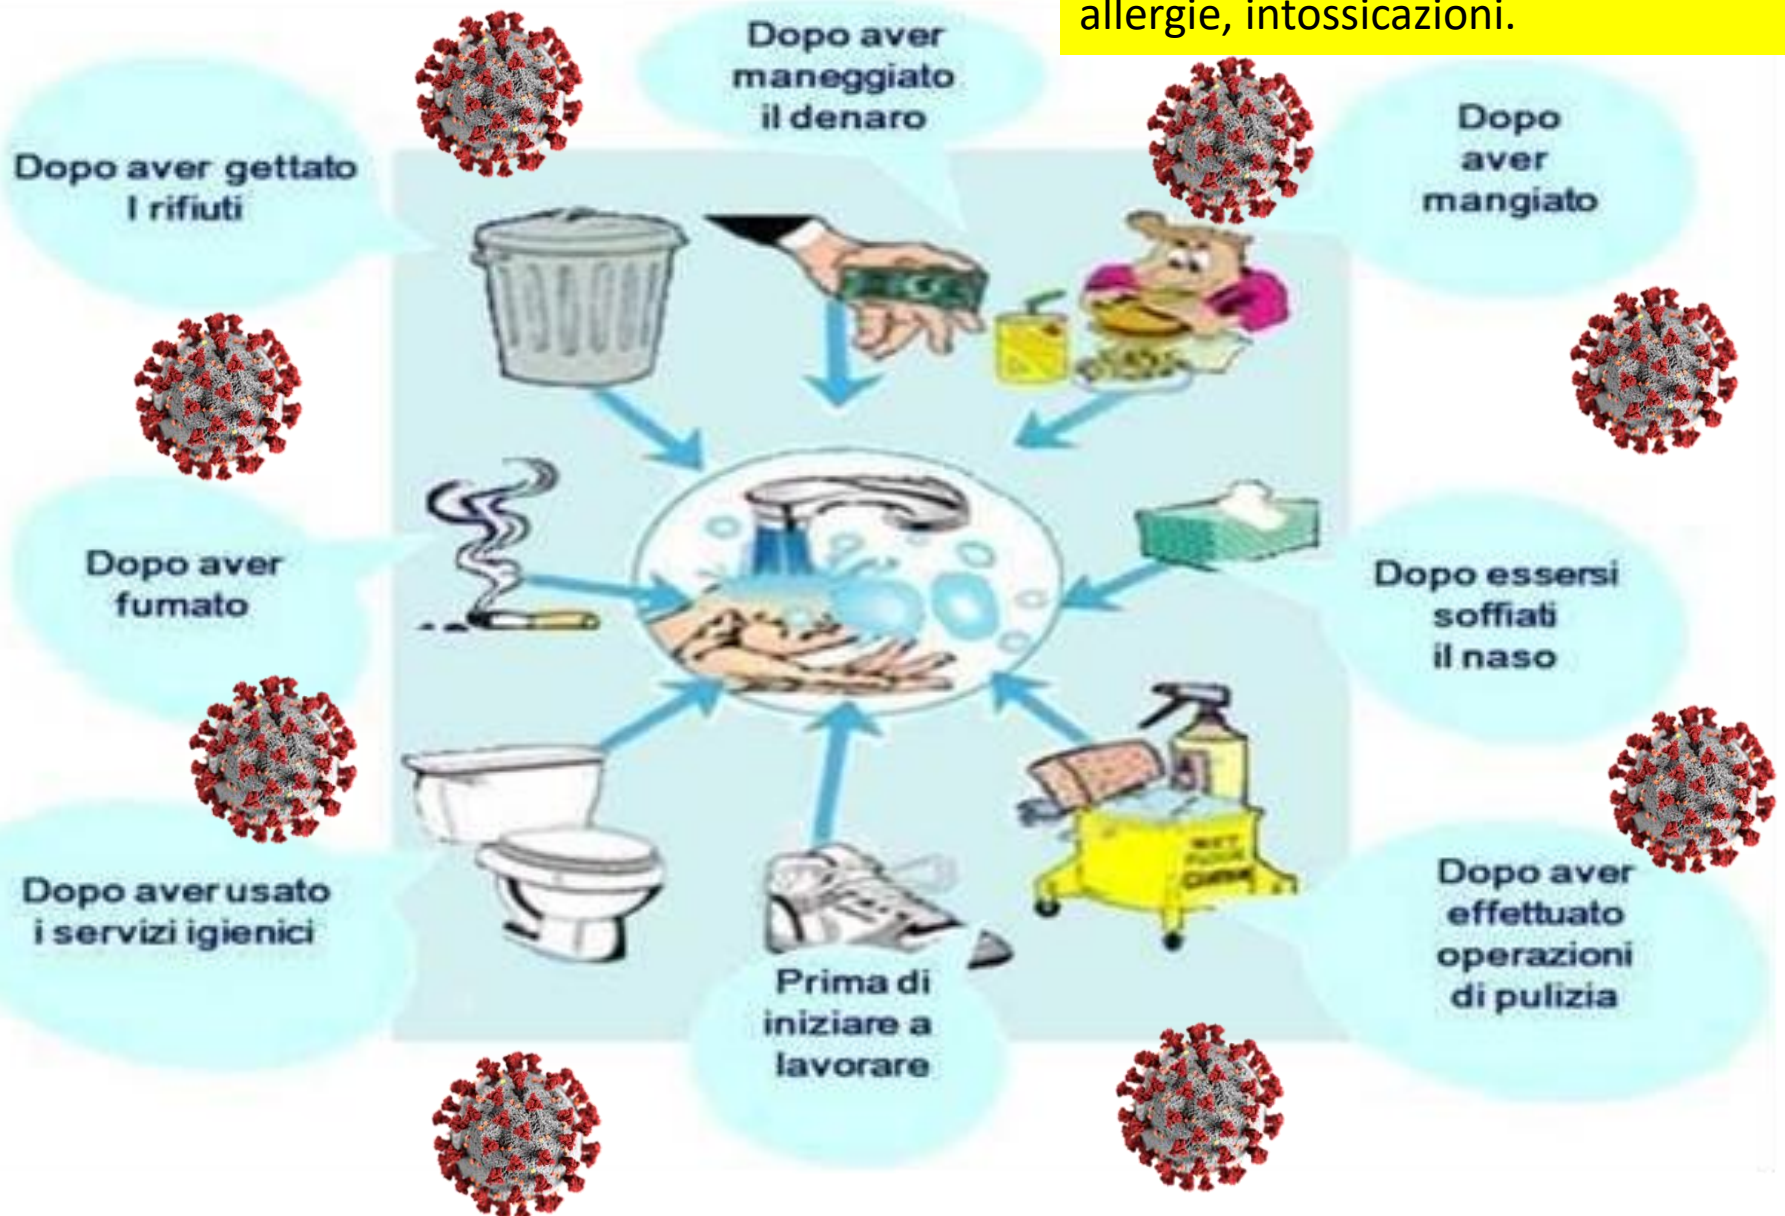 allergie, intossicazioni.
Dopo aver
maneggiato
il denaro
Dopo
aver
mangiato
Dopo aver gettato
I rifiuti
Dopo aver
fumato
Dopo essersi
soffiati
il naso
Dopo aver usato
i servizi igienici
Prima di
iniziare a
lavorare
Dopo aver
effettuato
operazioni
di pulizia